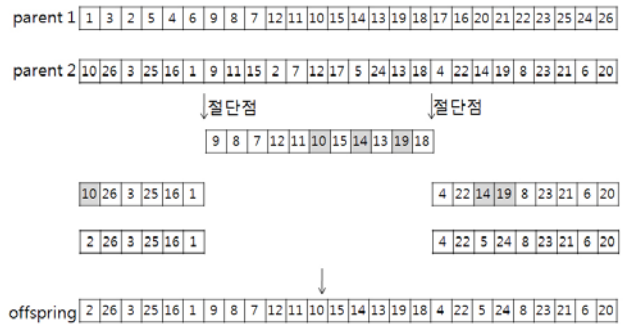 parent 1 1 3 2 5 4 6 9 8 7 12 11 10 15 14 13 19 18 17 16 20 21 22 23 25 24 26
parent 2 10 26 3 25 16 1 9 11 15 2 7 12 17 5 24 13 18 4 22 14 19 8 23 21 6 20
절단점 절단점
9 8 7 12 11 10 15 14 13 19 18
10 26 3 25 16 1 4 22 14 19 8 23 21 6 20
2 26 3 25 16 1 4 22 5 24 8 23 21 6 20
offspring 2 26 3 25 16 1 9 8 7 12 11 10 15 14 13 19 18 4 22 5 24 8 23 21 6 20